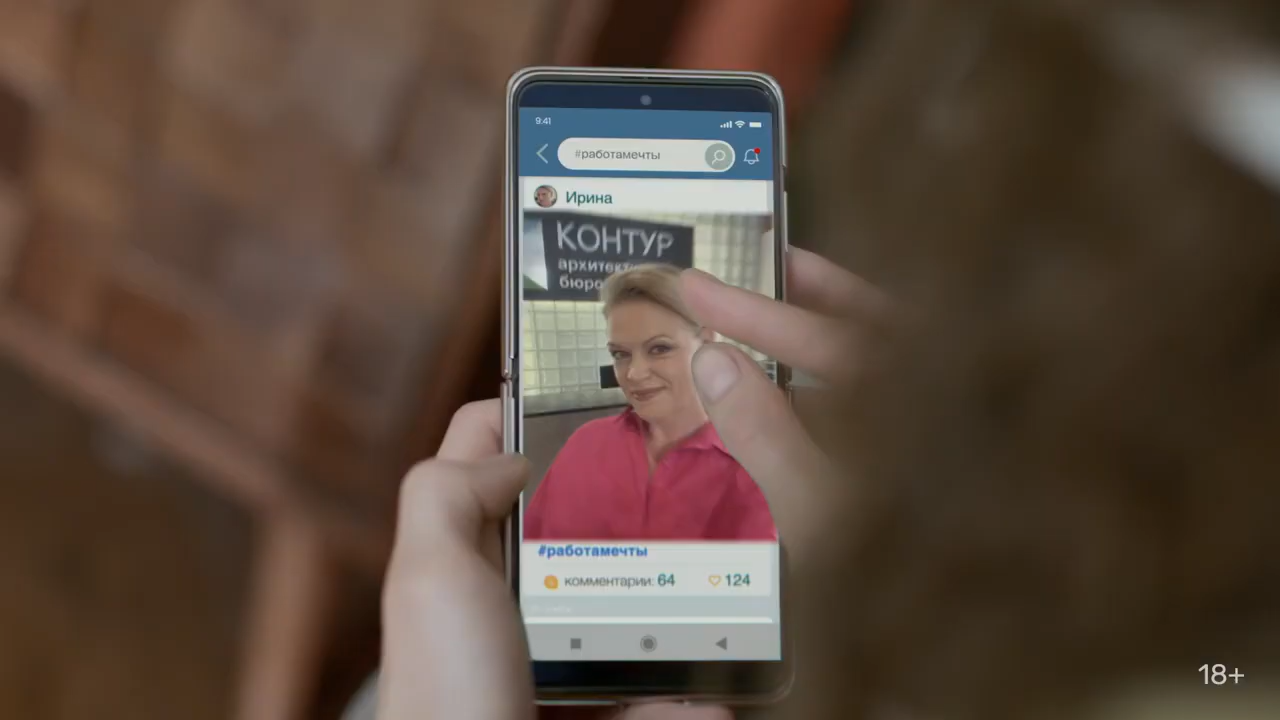 9:41
#работамечты
Ирина
КОНТУР
архитект
бюро
#работамечты
комментарии: 64 124
18+